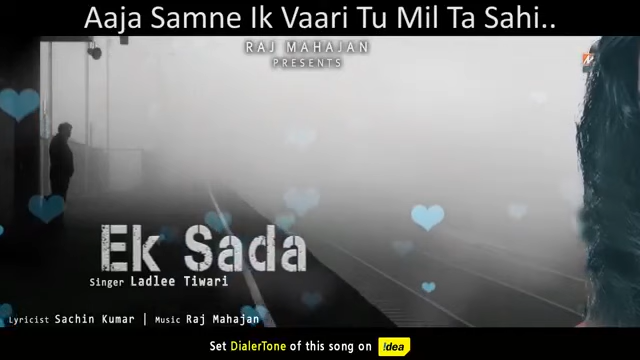 Aaja Samne Ik Vaari Tu Mil Ta Sahi..
RAJ MAHAJAN
PRESENTS
Ek Sada
Singer Ladlee Tiwari
Lyricist Sachin Kumar | Music Raj Mahajan
Set DialerTone of this song on !dea